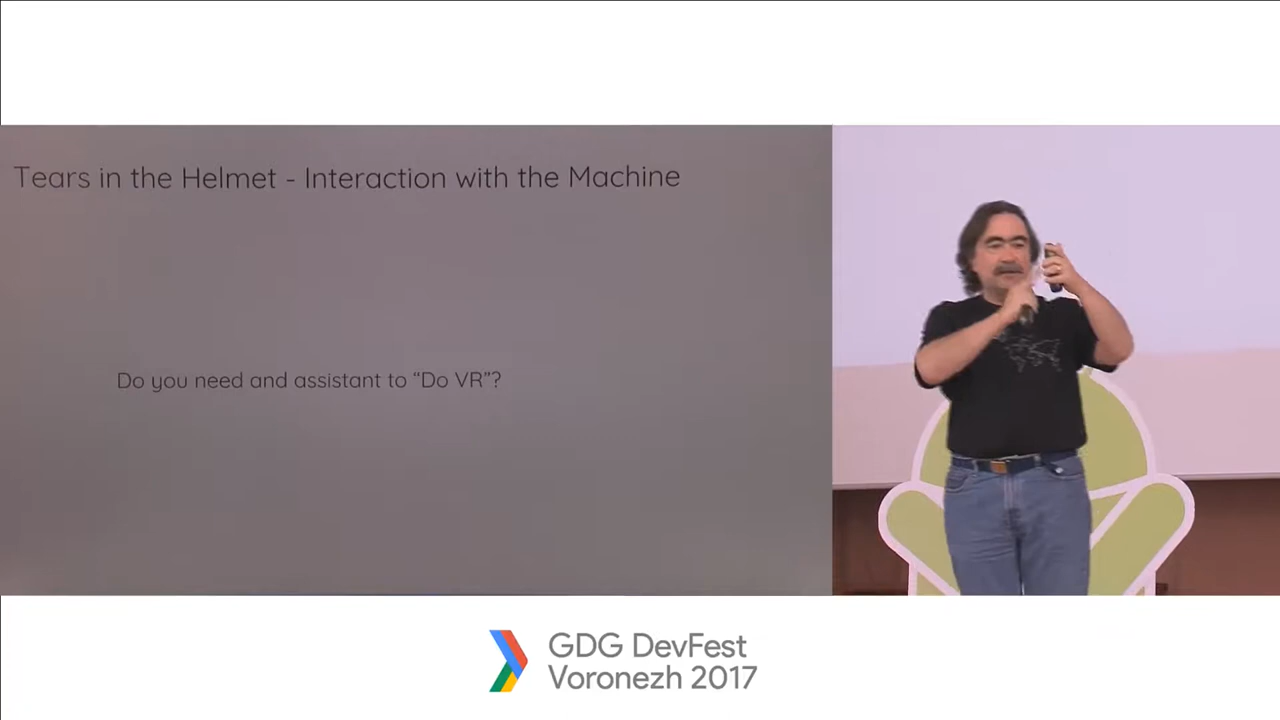 Tears in the Helmet - Interaction with the Machine
Do you need and assistant to “Do VR”?
GDG DevFest
Voronezh 2017